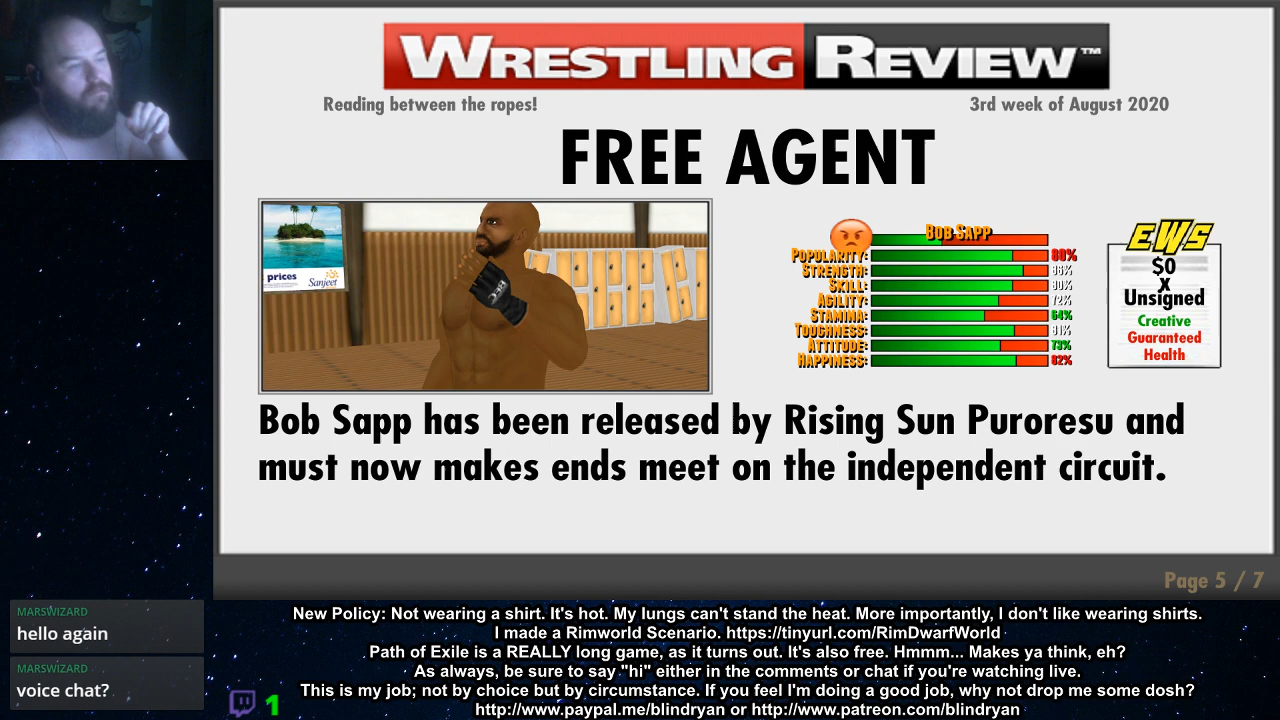 WRESTLING REVIEW™
Reading between the ropes!
3rd week of August 2020
FREE AGENT
prices
Sanjeet
BOB SAPP
POPULARITY: 80%
STRENGTH: 86%
SKILL: 80%
AGILITY: 72%
STAMINA: 64%
TOUGHNESS: 81%
ATTITUDE: 73%
HAPPINESS: 82%
EWS
$0
X
Unsigned
Creative
Guaranteed
Health
Bob Sapp has been released by Rising Sun Puroresu and
must now makes ends meet on the independent circuit.
Page 5 / 7
MARSWIZARD
hello again
MARSWIZARD
voice chat?
1
New Policy: Not wearing a shirt. It's hot. My lungs can't stand the heat. More importantly, I don't like wearing shirts.
I made a Rimworld Scenario. https://tinyurl.com/RimDwarfWorld
Path of Exile is a REALLY long game, as it turns out. It's also free. Hmmm... Makes ya think, eh?
As always, be sure to say "hi" either in the comments or chat if you're watching live.
This is my job; not by choice but by circumstance. If you feel I'm doing a good job, why not drop me some dosh?
http://www.paypal.me/blindryan or http://www.patreon.com/blindryan